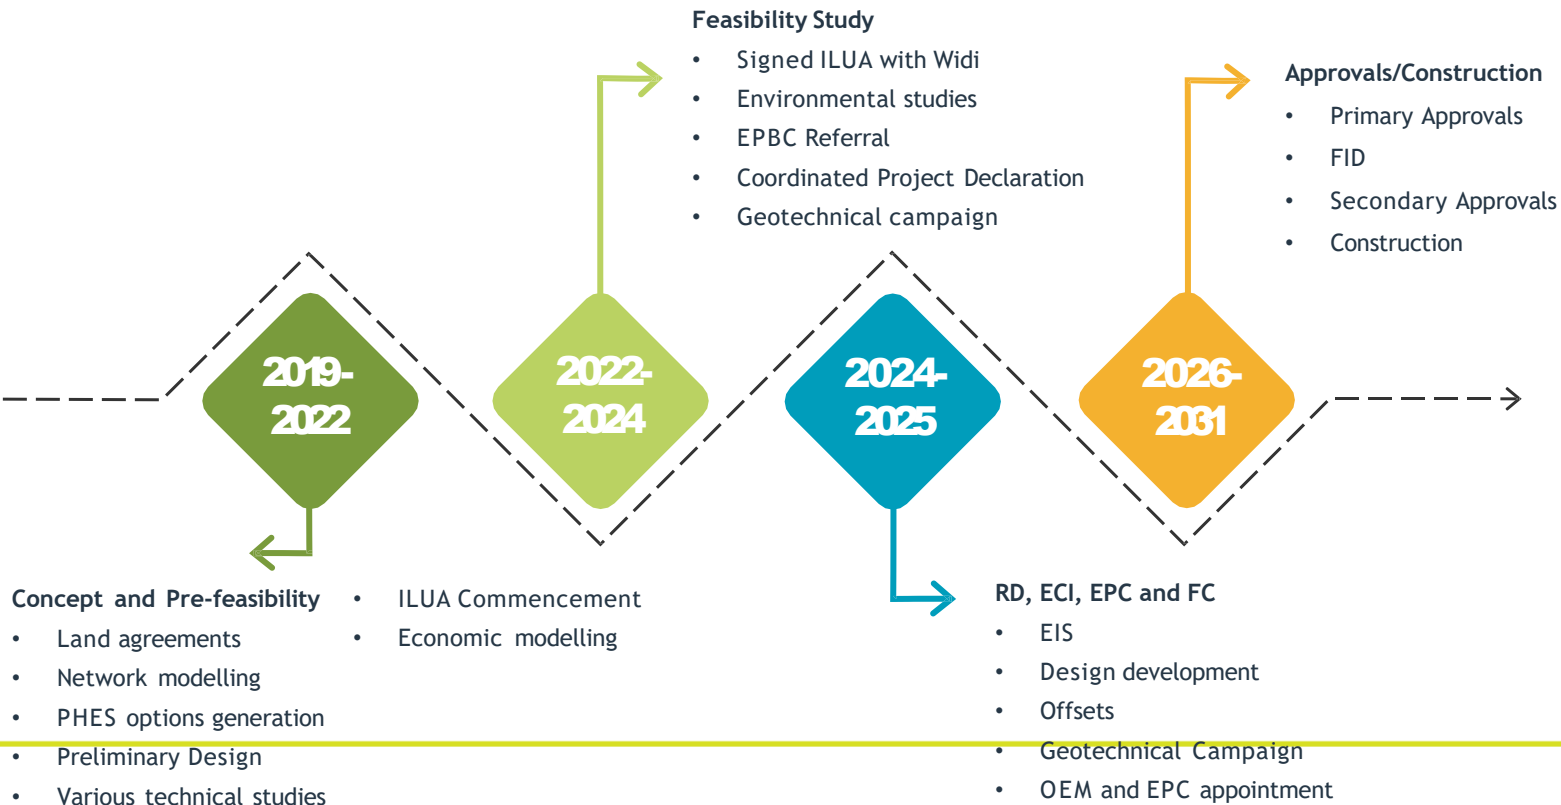 Feasibility Study
• Signed ILUA with Widi
• Environmental studies
• EPBC Referral
• Coordinated Project Declaration
• Geotechnical campaign
Approvals/Construction
• Primary Approvals
• FID
• Secondary Approvals
• Construction
2019-
2022
2022-
2024
2024-
2025
2026-
2031
Concept and Pre-feasibility
• Land agreements
• Network modelling
• PHES options generation
• Preliminary Design
• Various technical studies
• ILUA Commencement
• Economic modelling
RD, ECI, EPC and FC
• EIS
• Design development
• Offsets
• Geotechnical Campaign
• OEM and EPC appointment